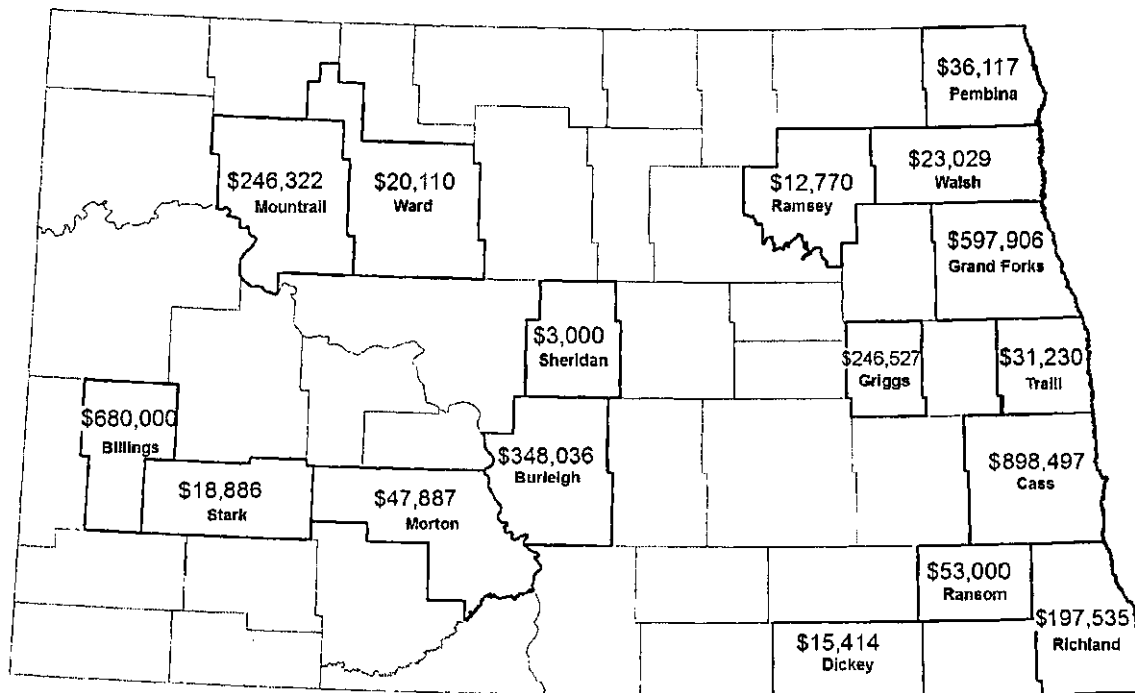 $36,117
Pembina
$246,322
Mountrail
$20,110
Ward
$12,770
Ramsey
$23,029
Walsh
$597,906
Grand Forks
$3,000
Sheridan
$246,527
Griggs
$31,230
Traill
$680,000
Billings
$348,036
Burleigh
$898,497
Cass
$18,886
Stark
$47,887
Morton
$53,000
Ransom
$197,535
Richland
$15,414
Dickey